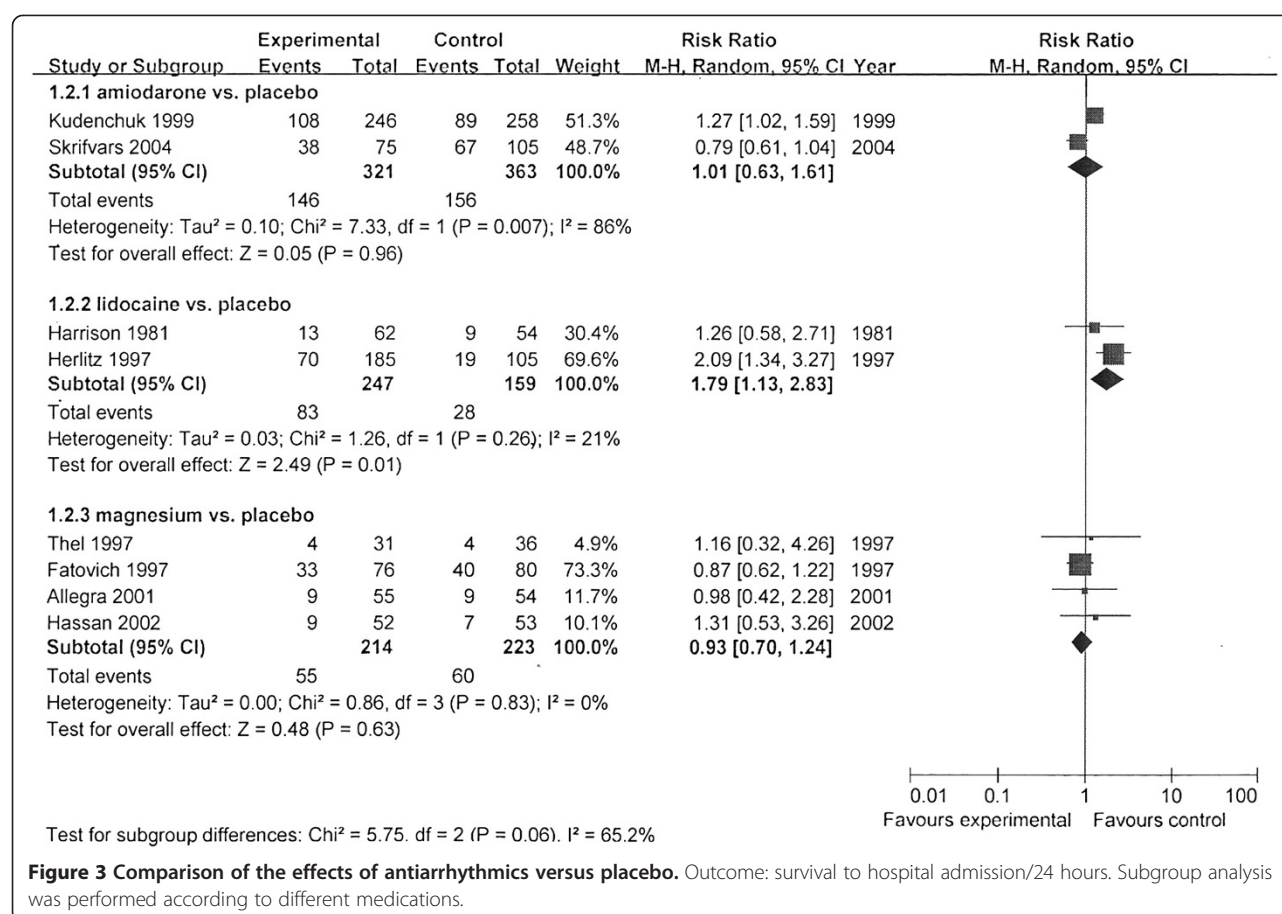 Experimental Control Risk Ratio Risk Ratio
Study or Subgroup Events Total Events Total Weight M-H, Random, 95% CI Year M-H, Random, 95% CI
1.2.1 amiodarone vs. placebo
Kudenchuk 1999 108 246 89 258 51.3% 1.27 [1.02, 1.59] 1999
Skrifvars 2004 38 75 67 105 48.7% 0.79 [0.61, 1.04] 2004
Subtotal (95% CI) 321 363 100.0% 1.01 [0.63, 1.61]
Total events 146 156
Heterogeneity: Tau² = 0.10; Chi² = 7.33, df = 1 (P = 0.007); I² = 86%
Test for overall effect: Z = 0.05 (P = 0.96)
1.2.2 lidocaine vs. placebo
Harrison 1981 13 62 9 54 30.4% 1.26 [0.58, 2.71] 1981
Herlitz 1997 70 185 19 105 69.6% 2.09 [1.34, 3.27] 1997
Subtotal (95% CI) 247 159 100.0% 1.79 [1.13, 2.83]
Total events 83 28
Heterogeneity: Tau² = 0.03; Chi² = 1.26, df = 1 (P = 0.26); I² = 21%
Test for overall effect: Z = 2.49 (P = 0.01)
1.2.3 magnesium vs. placebo
Thel 1997 4 31 4 36 4.9% 1.16 [0.32, 4.26] 1997
Fatovich 1997 33 76 40 80 73.3% 0.87 [0.62, 1.22] 1997
Allegra 2001 9 55 9 54 11.7% 0.98 [0.42, 2.28] 2001
Hassan 2002 9 52 7 53 10.1% 1.31 [0.53, 3.26] 2002
Subtotal (95% CI) 214 223 100.0% 0.93 [0.70, 1.24]
Total events 55 60
Heterogeneity: Tau² = 0.00; Chi² = 0.86, df = 3 (P = 0.83); I² = 0%
Test for overall effect: Z = 0.48 (P = 0.63)
0.01 0.1 1 10 100
Favours experimental Favours control
Test for subgroup differences: Chi² = 5.75. df = 2 (P = 0.06). I² = 65.2%
Figure 3 Comparison of the effects of antiarrhythmics versus placebo. Outcome: survival to hospital admission/24 hours. Subgroup analysis
was performed according to different medications.